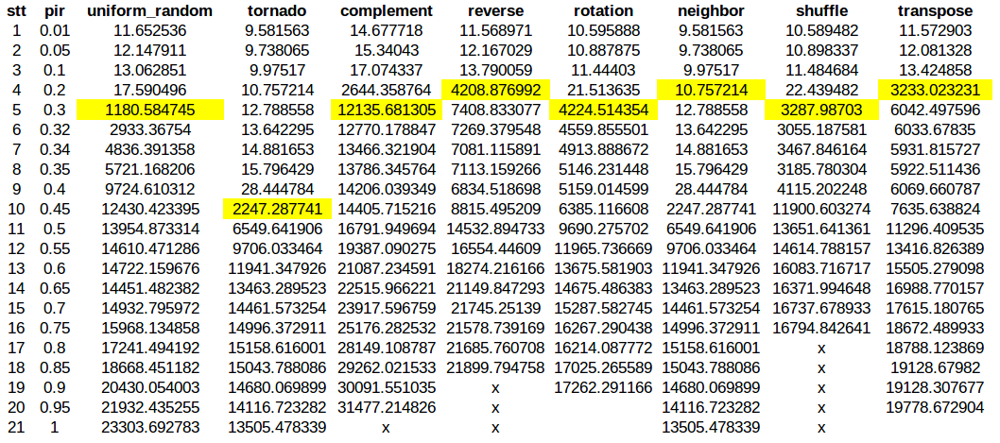 stt pir uniform_random tornado complement reverse rotation neighbor shuffle transpose
1 0.01 11.652536 9.581563 14.677718 11.568971 10.595888 9.581563 10.589482 11.572903
2 0.05 12.147911 9.738065 15.34043 12.167029 10.887875 9.738065 10.898337 12.081328
3 0.1 13.062851 9.97517 17.074337 13.790059 11.44403 9.97517 11.484684 13.424858
4 0.2 17.590496 10.757214 2644.358764 4208.876992 21.513635 10.757214 22.439482 3233.023231
5 0.3 1180.584745 12.788558 12135.681305 7408.833077 4224.514354 12.788558 3287.98703 6042.497596
6 0.32 2933.36754 13.642295 12770.178847 7269.379548 4559.855501 13.642295 3055.187581 6033.67835
7 0.34 4836.391358 14.881653 13466.321904 7081.115891 4913.888672 14.881653 3467.846164 5931.815727
8 0.35 5721.168206 15.796429 13786.345764 7113.159266 5146.231448 15.796429 3185.780304 5922.511436
9 0.4 9724.610312 28.444784 14206.039349 6834.518698 5159.014599 28.444784 4115.202248 6069.660787
10 0.45 12430.423395 2247.287741 14405.715216 8815.495209 6385.116608 2247.287741 11900.603274 7635.638824
11 0.5 13954.873314 6549.641906 16791.949694 14532.894733 9690.275702 6549.641906 13651.641361 11296.409535
12 0.55 14610.471286 9706.033464 19387.090275 16554.44609 11965.736669 9706.033464 14614.788157 13416.826389
13 0.6 14722.159676 11941.347926 21087.234591 18274.216166 13675.581903 11941.347926 16083.716717 15505.279098
14 0.65 14451.482382 13463.289523 22515.966221 21149.847293 14675.486383 13463.289523 16371.994648 16988.770157
15 0.7 14932.795972 14461.573254 23917.596759 21745.25139 15287.582745 14461.573254 16737.678933 17615.180765
16 0.75 15968.134858 14996.372911 25176.282532 21578.739169 16267.290438 14996.372911 16794.842641 18672.489933
17 0.8 17241.494192 15158.616001 28149.108787 21685.760708 16214.087772 15158.616001 x 18788.123869
18 0.85 18668.451182 15043.788086 29262.021533 21899.794758 17025.265589 15043.788086 x 19128.67982
19 0.9 20430.054003 14680.069899 30091.551035 x 17262.291166 14680.069899 x 19128.307677
20 0.95 21932.435255 14116.723282 31477.214826 x 14116.723282 x 19778.672904
21 1 23303.692783 13505.478339 x x 13505.478339 x